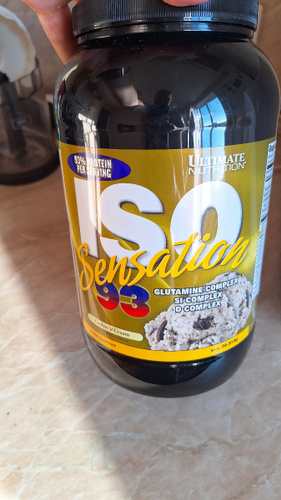 93% PROTEIN
PER SERVING
ULTIMATE
NUTRITION
ISO
Sensation
93
GLUTAMINE COMPLEX
SI COMPLEX
D COMPLEX